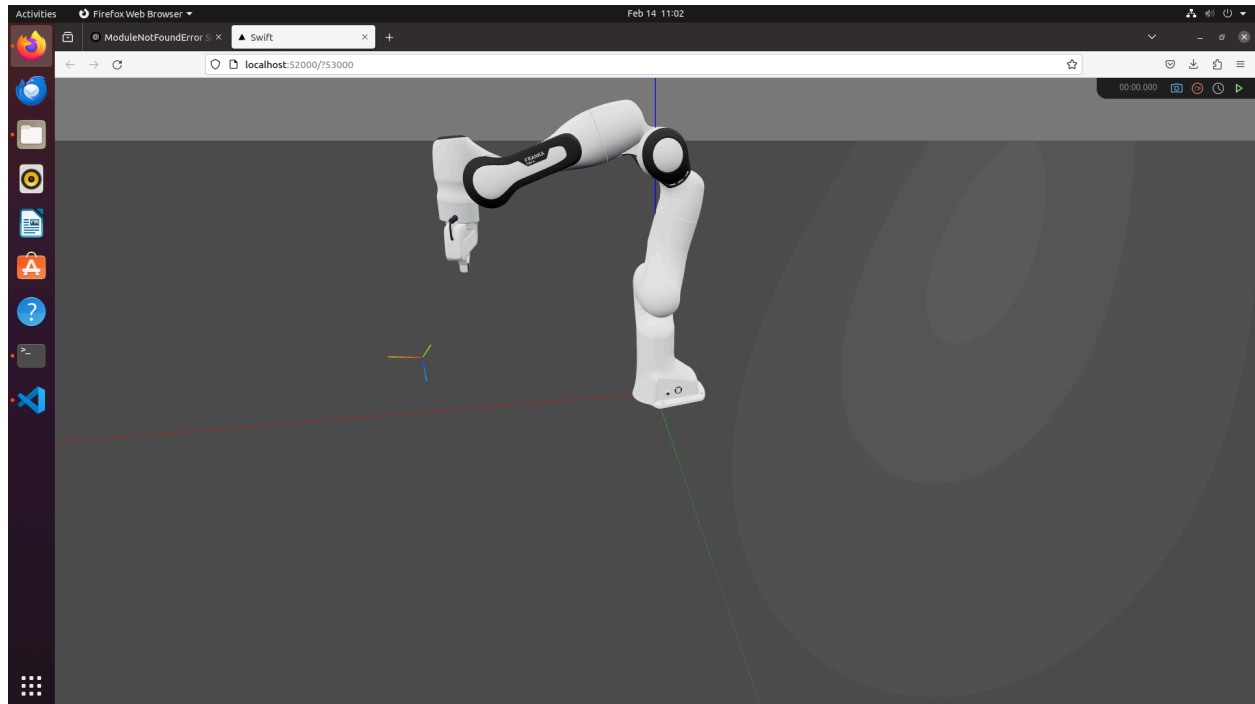 Activities Firefox Web Browser Feb 14 11:02
ModuleNotFoundError S Swift
localhost:52000/?53000
00:00.000
FRANKA